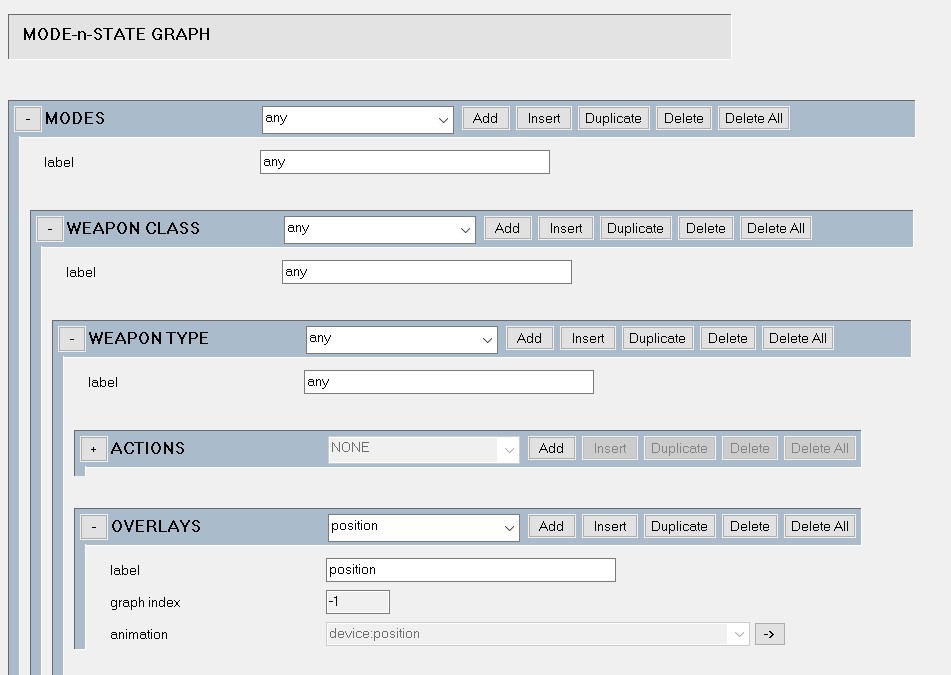 MODE-n-STATE GRAPH
- MODES any Add Insert Duplicate Delete Delete All
label any
- WEAPON CLASS any Add Insert Duplicate Delete Delete All
label any
- WEAPON TYPE any Add Insert Duplicate Delete Delete All
label any
+ ACTIONS NONE Add Insert Duplicate Delete Delete All
- OVERLAYS position Add Insert Duplicate Delete Delete All
label position
graph index -1
animation device:position ->